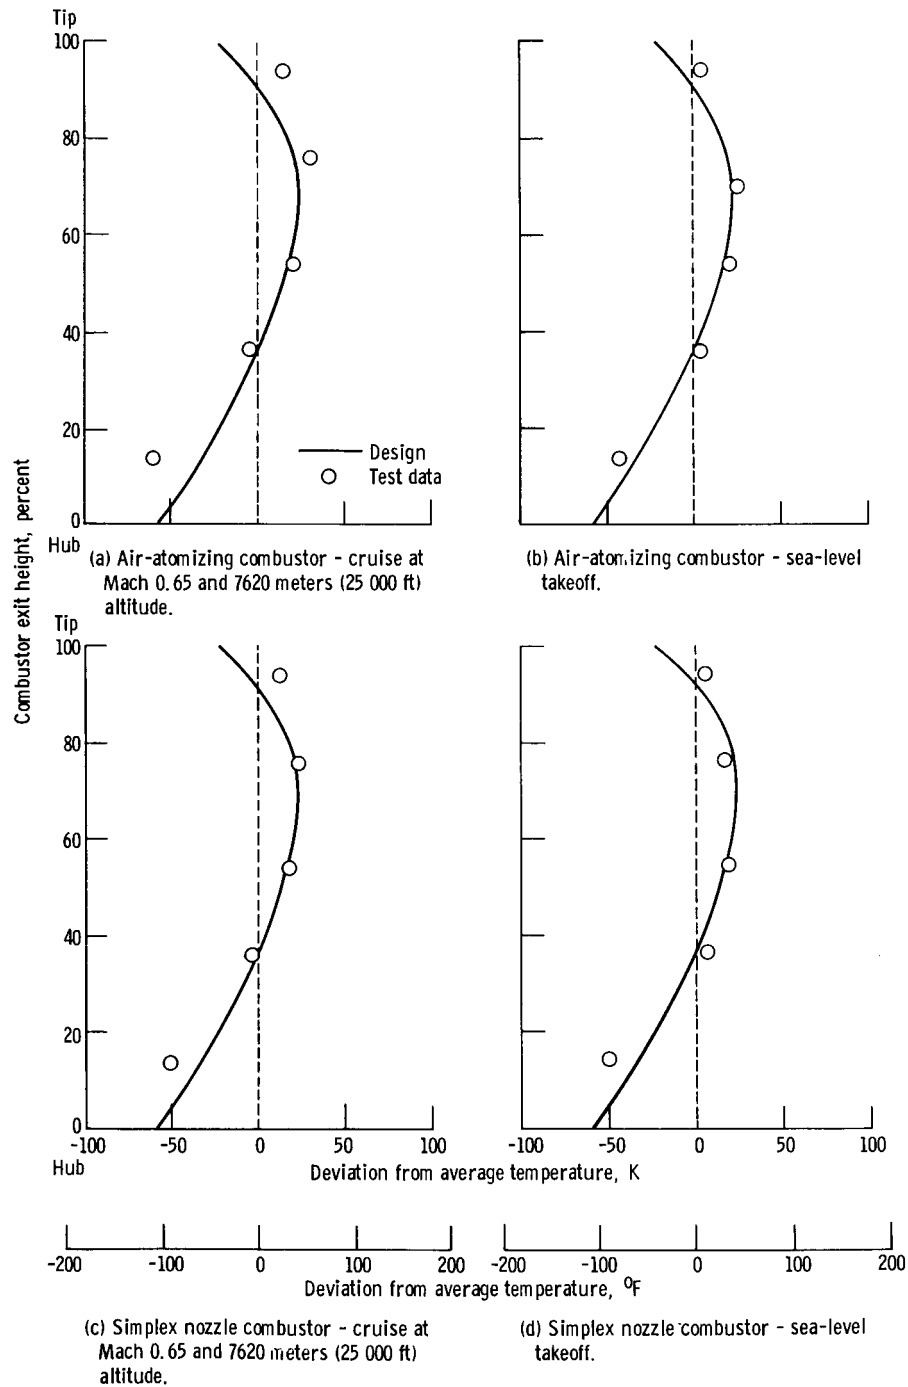 Tip
100
80
60
40
20
0
Hub
Combustor exit height, percent
Design
Test data
(a) Air-atomizing combustor - cruise at
Mach 0.65 and 7620 meters (25 000 ft)
altitude.
(b) Air-atomizing combustor - sea-level
takeoff.
Tip
100
80
60
40
20
0
Hub
-100 -50 0 50 100
-100 -50 0 50 100
Deviation from average temperature, K
-200 -100 0 100 200
-200 -100 0 100 200
Deviation from average temperature, °F
(c) Simplex nozzle combustor - cruise at
Mach 0.65 and 7620 meters (25 000 ft)
altitude.
(d) Simplex nozzle combustor - sea-level
takeoff.